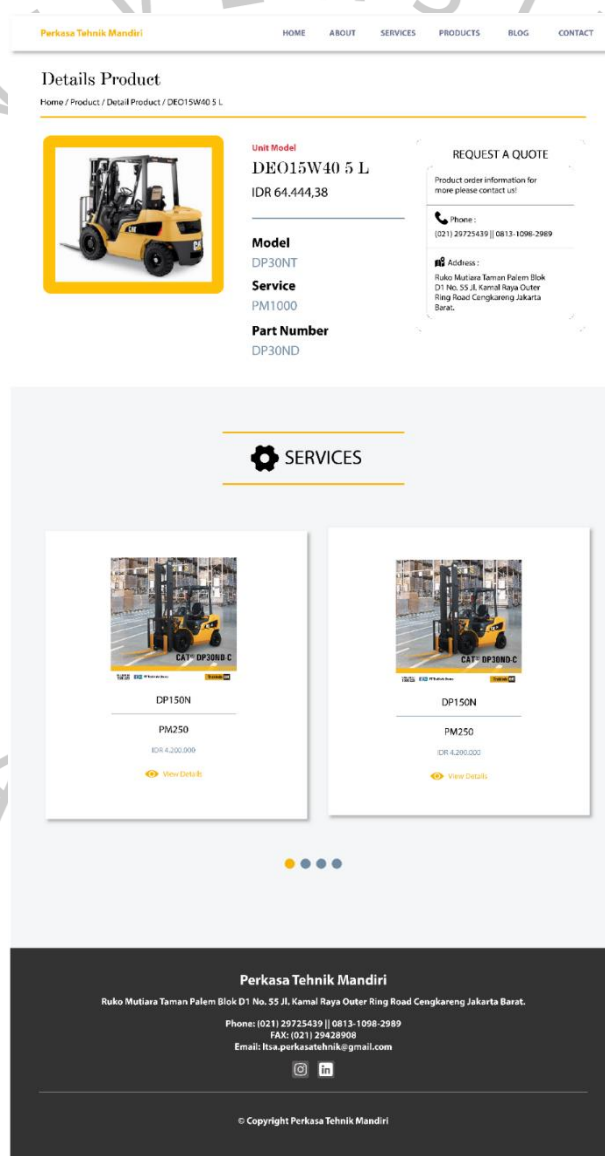 Perkasa Tehnik Mandiri
HOME ABOUT SERVICES PRODUCTS BLOG CONTACT
Details Product
Home / Product / Detail Product / DEO15W40 5 L
Unit Model
DEO15W40 5 L
IDR 64.444,38
Model
DP30NT
Service
PM1000
Part Number
DP30ND
REQUEST A QUOTE
Product order information for
more please contact us!
Phone :
(021) 29725439 || 0813-1098-2989
Address :
Ruko Mutiara Taman Palem Blok
D1 No. 55 Jl. Kamal Raya Outer
Ring Road Cengkareng Jakarta
Barat.
CAT
CAT
SERVICES
CAT® DP30ND-C
DP150N
PM250
IDR 4.200.000
View Details
CAT® DP30ND-C
DP150N
PM250
IDR 4.200.000
View Details
Perkasa Tehnik Mandiri
Ruko Mutiara Taman Palem Blok D1 No. 55 Jl. Kamal Raya Outer Ring Road Cengkareng Jakarta Barat.
Phone: (021) 29725439 || 0813-1098-2989
FAX: (021) 29428908
Email: ltsa.perkasatehnik@gmail.com
in
© Copyright Perkasa Tehnik Mandiri